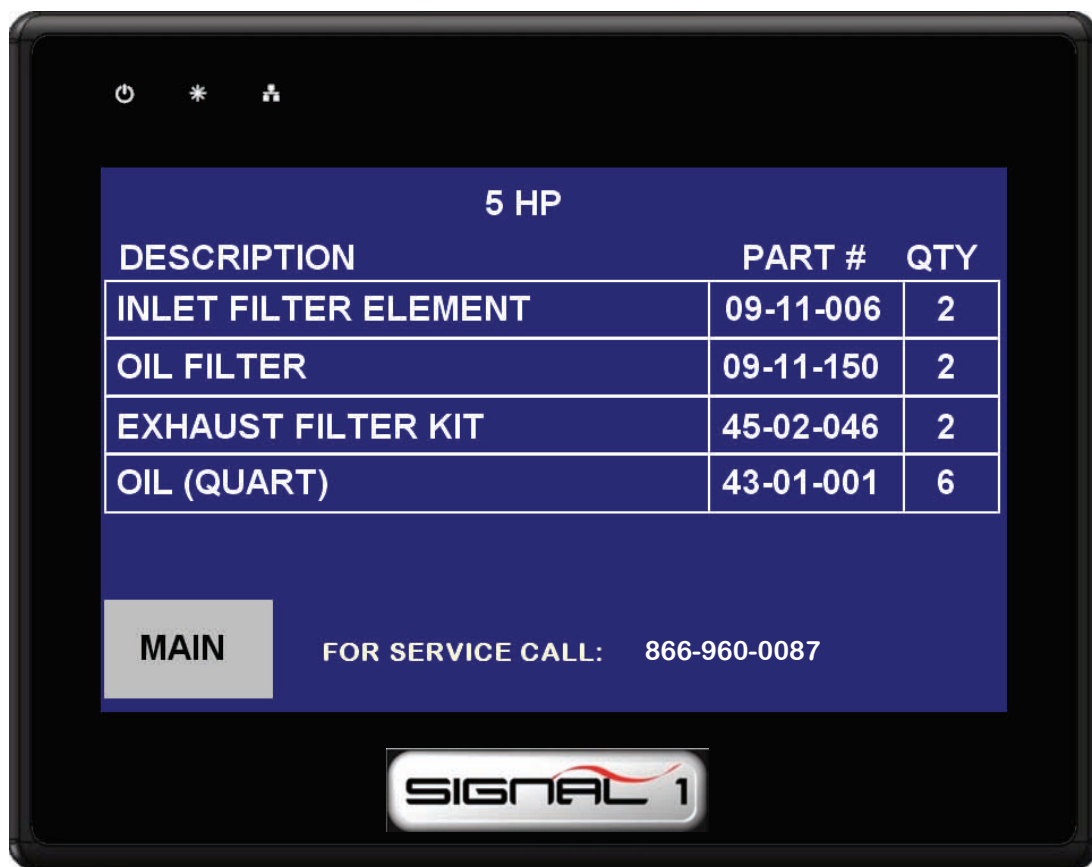 5 HP
DESCRIPTION PART # QTY
INLET FILTER ELEMENT 09-11-006 2
OIL FILTER 09-11-150 2
EXHAUST FILTER KIT 45-02-046 2
OIL (QUART) 43-01-001 6
MAIN FOR SERVICE CALL: 866-960-0087
SIGNAL 1